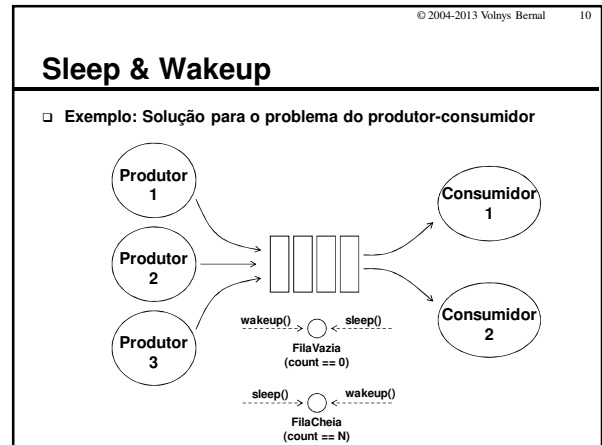 © 2004-2013 Volnys Bernal 10
Sleep & Wakeup
❑ Exemplo: Solução para o problema do produtor-consumidor
Produtor
1
Produtor
2
Produtor
3
Consumidor
1
Consumidor
2
wakeup() sleep()
FilaVazia
(count == 0)
sleep() wakeup()
FilaCheia
(count == N)